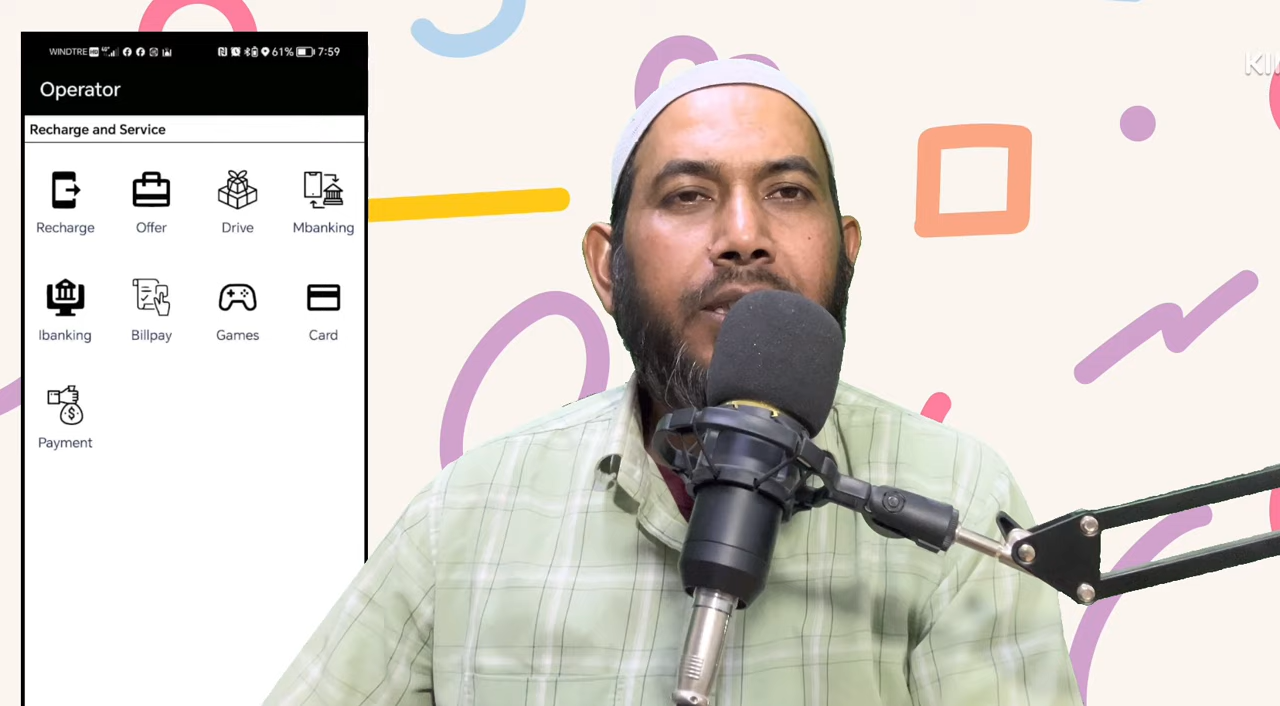 WINDTRE 61% 7:59
Operator
Recharge and Service
Recharge Offer Drive Mbanking
Ibanking Billpay Games Card
Payment